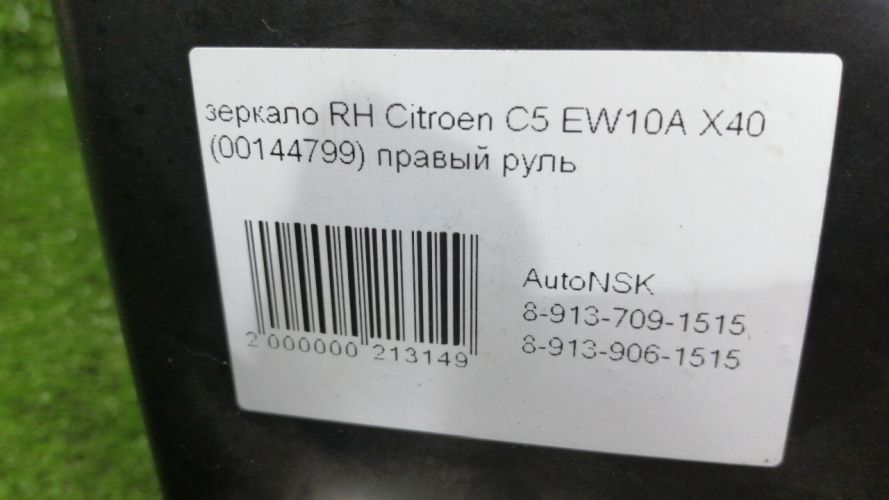 зеркало RH Citroen C5 EW10A X40
(00144799) правый руль
AutoNSK
8-913-709-1515
8-913-906-1515
2 000000 213149